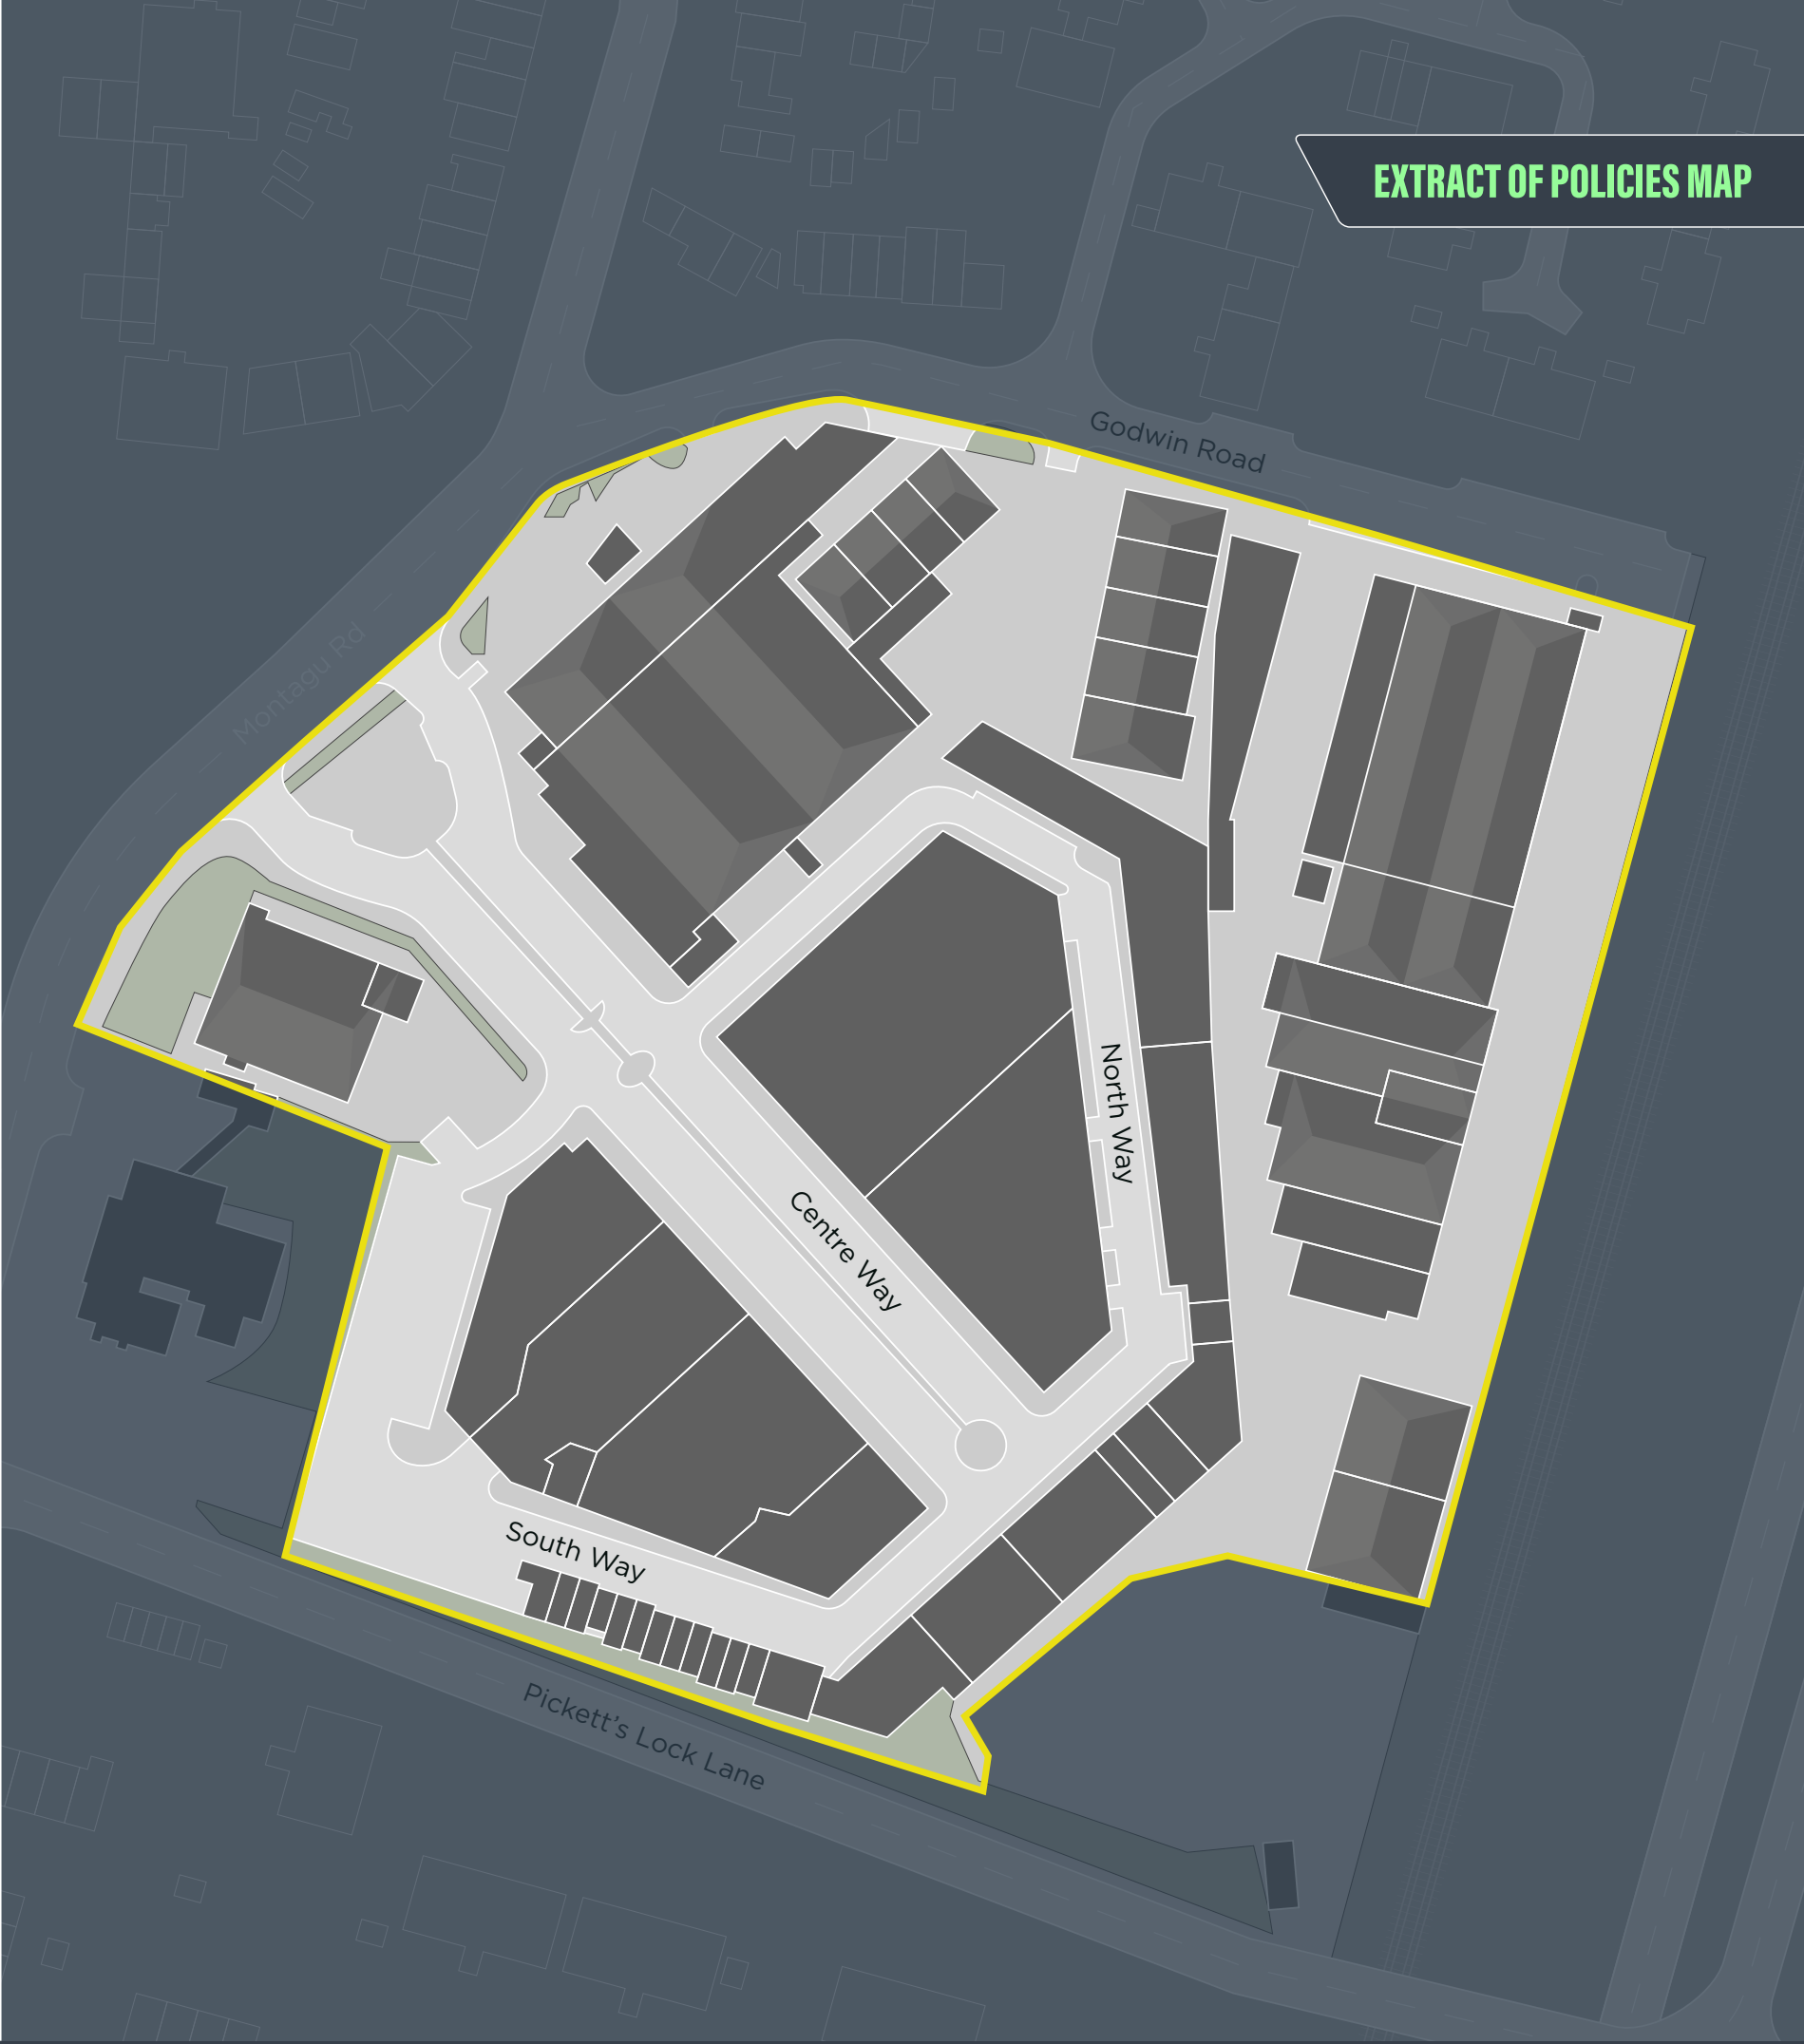 EXTRACT OF POLICIES MAP
Godwin Road
Montagu Rd
North Way
Centre Way
South Way
Pickett’s Lock Lane